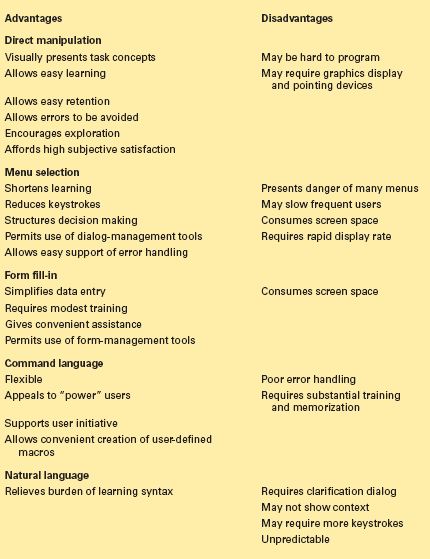 Advantages Disadvantages
Direct manipulation
Visually presents task concepts May be hard to program
Allows easy learning May require graphics display
and pointing devices
Allows easy retention
Allows errors to be avoided
Encourages exploration
Affords high subjective satisfaction
Menu selection
Shortens learning Presents danger of many menus
Reduces keystrokes May slow frequent users
Structures decision making Consumes screen space
Permits use of dialog-management tools Requires rapid display rate
Allows easy support of error handling
Form fill-in
Simplifies data entry Consumes screen space
Requires modest training
Gives convenient assistance
Permits use of form-management tools
Command language
Flexible Poor error handling
Appeals to “power” users Requires substantial training
and memorization
Supports user initiative
Allows convenient creation of user-defined
macros
Natural language
Relieves burden of learning syntax Requires clarification dialog
May not show context
May require more keystrokes
Unpredictable